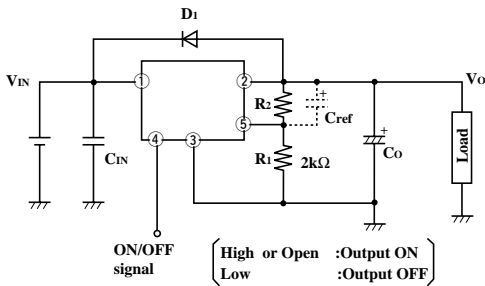 D1
VIN
1
2
VO
R2
+
Cref
5
4
3
CIN
R1
2kΩ
+
CO
Load
ON/OFF
signal
High or Open :Output ON
Low :Output OFF